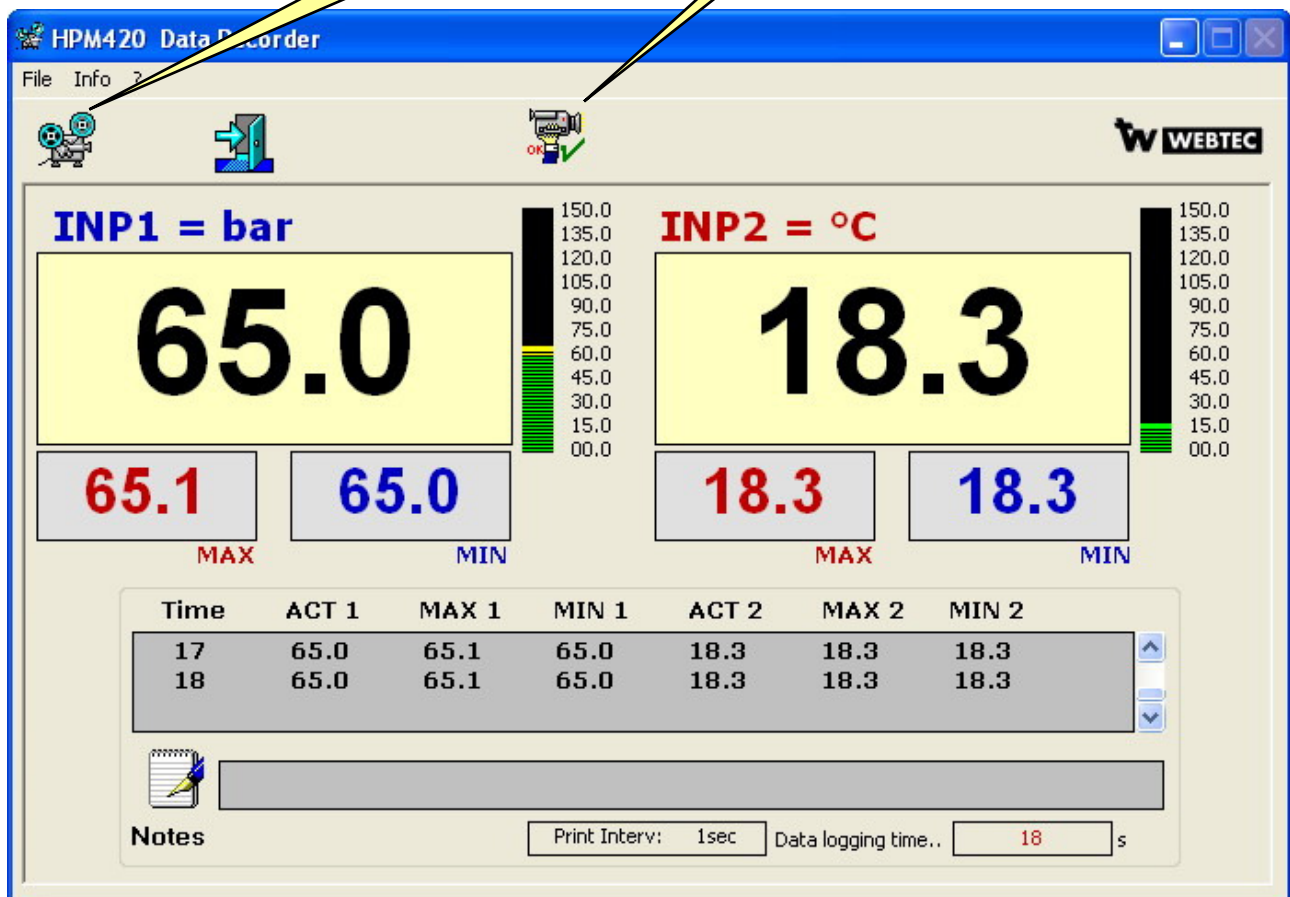 HPM420 Data Recorder
File Info ?
OK
WEBTEC
INP1 = bar
65.0
150.0
135.0
120.0
105.0
90.0
75.0
60.0
45.0
30.0
15.0
00.0
65.1
MAX
65.0
MIN
INP2 = °C
18.3
150.0
135.0
120.0
105.0
90.0
75.0
60.0
45.0
30.0
15.0
00.0
18.3
MAX
18.3
MIN
Time ACT 1 MAX 1 MIN 1 ACT 2 MAX 2 MIN 2
17 65.0 65.1 65.0 18.3 18.3 18.3
18 65.0 65.1 65.0 18.3 18.3 18.3
Notes
Print Interv: 1sec Data logging time.. 18 s